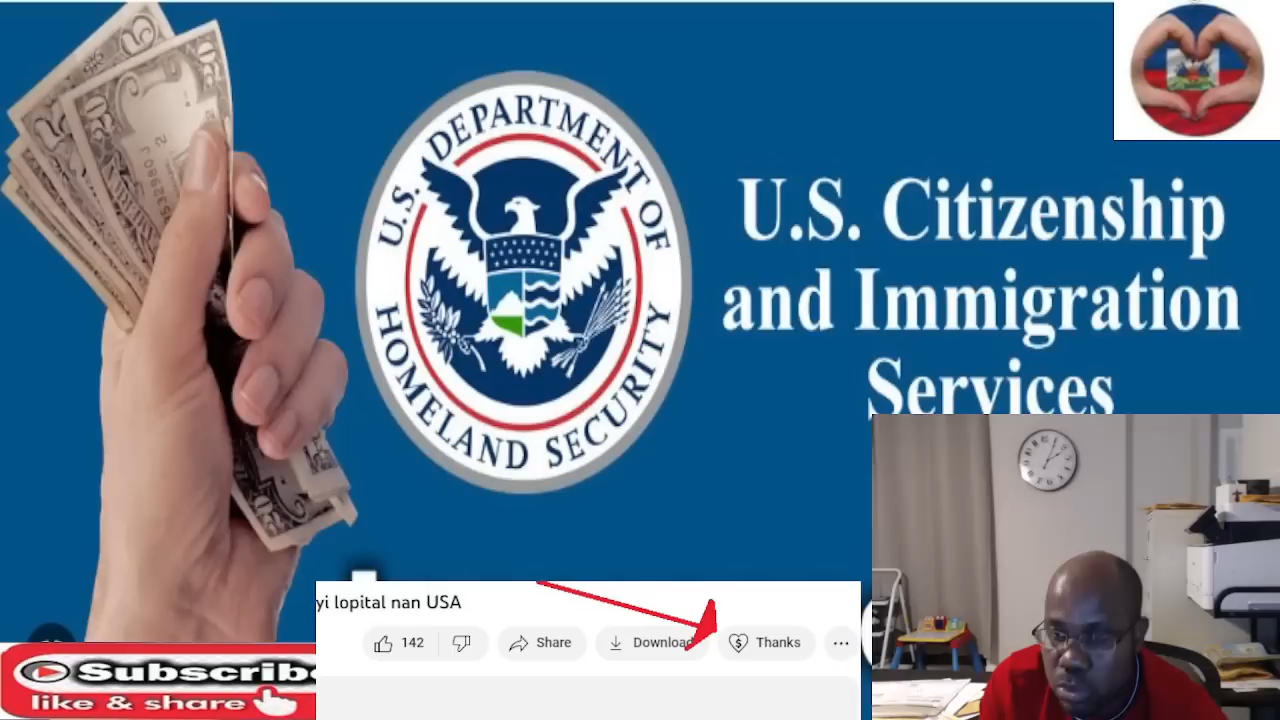 U.S. DEPARTMENT OF
HOMELAND SECURITY
U.S. Citizenship
and Immigration
Services
yi lopital nan USA
142
Share
Download
Thanks
Subscribe
like & share